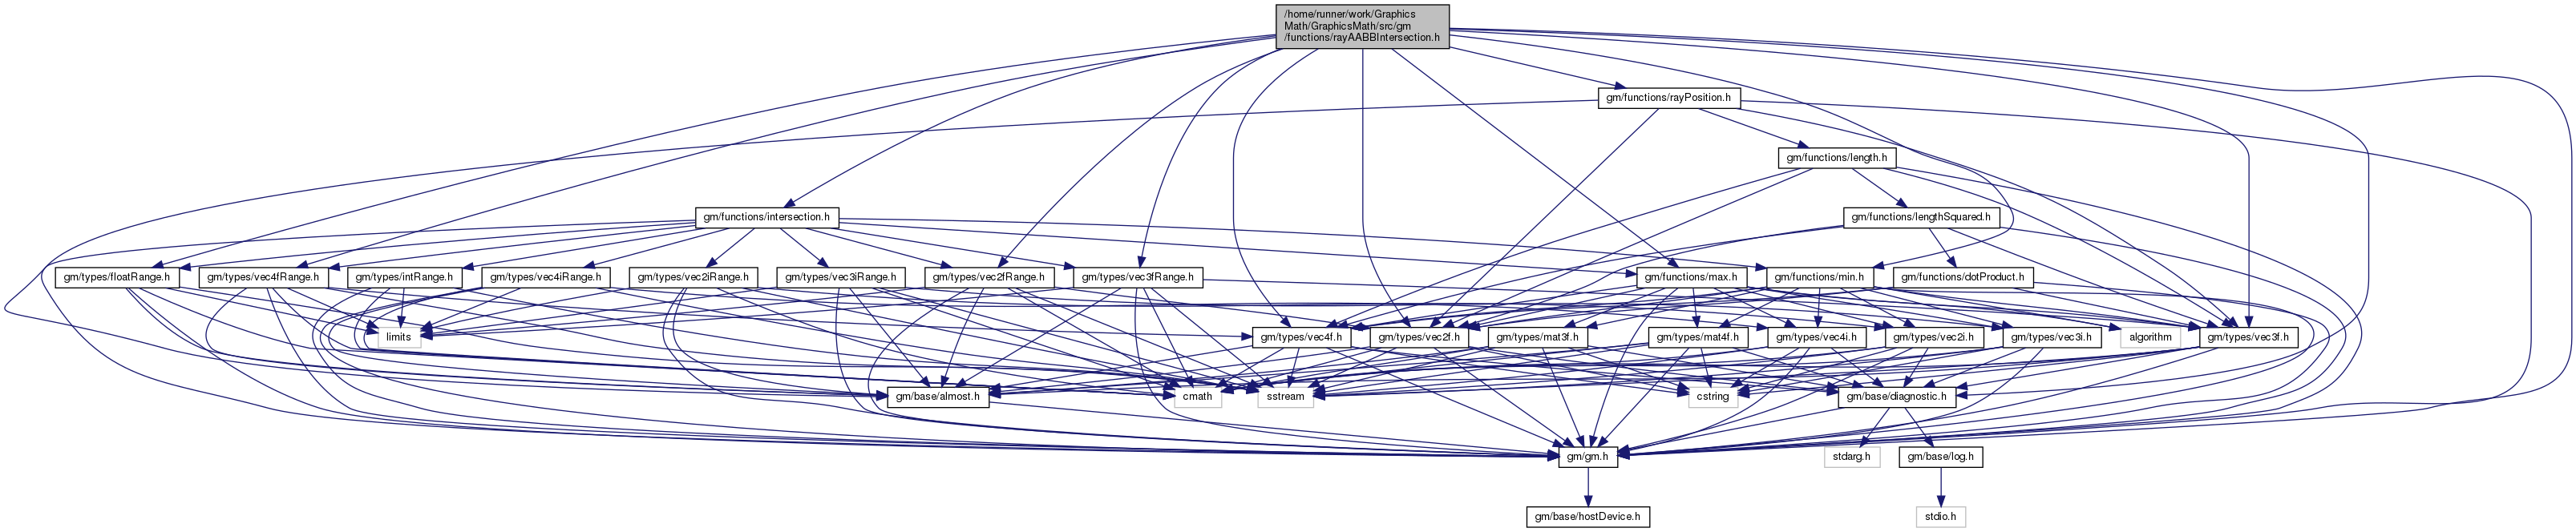 /home/runner/work/Graphics
Math/GraphicsMath/src/gm
/functions/rayAABBIntersection.h
gm/functions/rayPosition.h
gm/functions/length.h
gm/functions/intersection.h
gm/functions/lengthSquared.h
gm/types/floatRange.h
gm/types/vec4fRange.h
gm/types/intRange.h
gm/types/vec4iRange.h
gm/types/vec2iRange.h
gm/types/vec3iRange.h
gm/types/vec2fRange.h
gm/types/vec3fRange.h
gm/functions/max.h
gm/functions/min.h
gm/functions/dotProduct.h
limits
gm/types/vec4f.h
gm/types/vec2f.h
gm/types/mat3f.h
gm/types/mat4f.h
gm/types/vec4i.h
gm/types/vec2i.h
gm/types/vec3i.h
algorithm
gm/types/vec3f.h
gm/base/almost.h
cmath
sstream
cstring
gm/base/diagnostic.h
gm/gm.h
stdarg.h
gm/base/log.h
gm/base/hostDevice.h
stdio.h